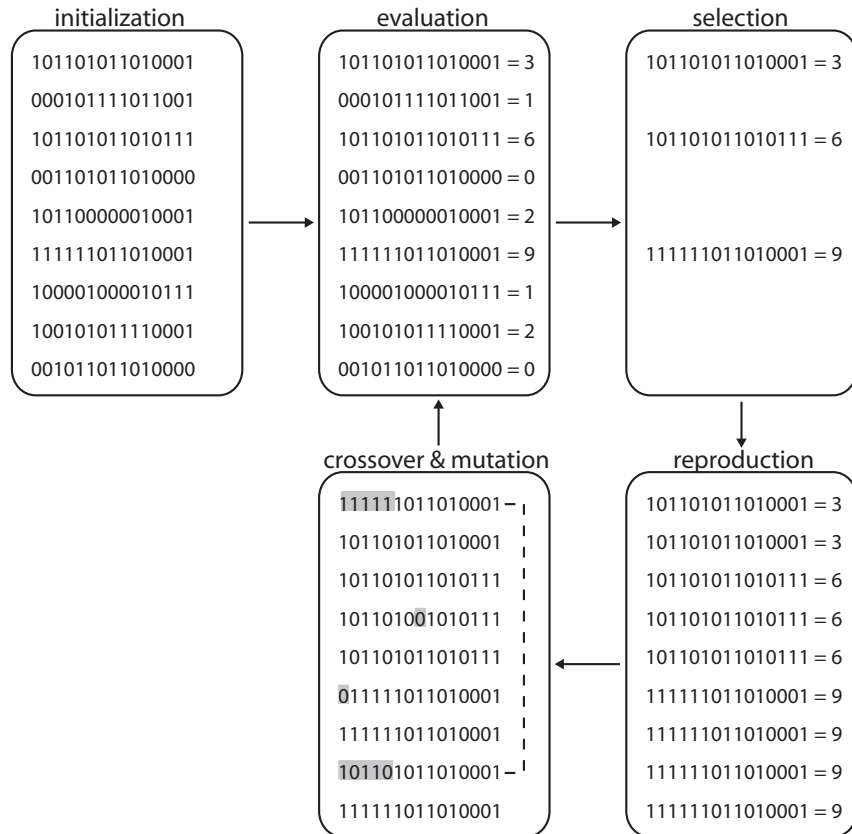 initialization
101101011010001
000101111011001
101101011010111
001101011010000
101100000010001
111111011010001
100001000010111
100101011110001
001011011010000
evaluation
101101011010001 = 3
000101111011001 = 1
101101011010111 = 6
001101011010000 = 0
101100000010001 = 2
111111011010001 = 9
100001000010111 = 1
100101011110001 = 2
001011011010000 = 0
selection
101101011010001 = 3
101101011010111 = 6
111111011010001 = 9
crossover & mutation
111111011010001
101101011010001
101101011010111
101101001010111
101101011010111
011111011010001
111111011010001
101101011010001
111111011010001
reproduction
101101011010001 = 3
101101011010001 = 3
101101011010111 = 6
101101011010111 = 6
101101011010111 = 6
111111011010001 = 9
111111011010001 = 9
111111011010001 = 9
111111011010001 = 9